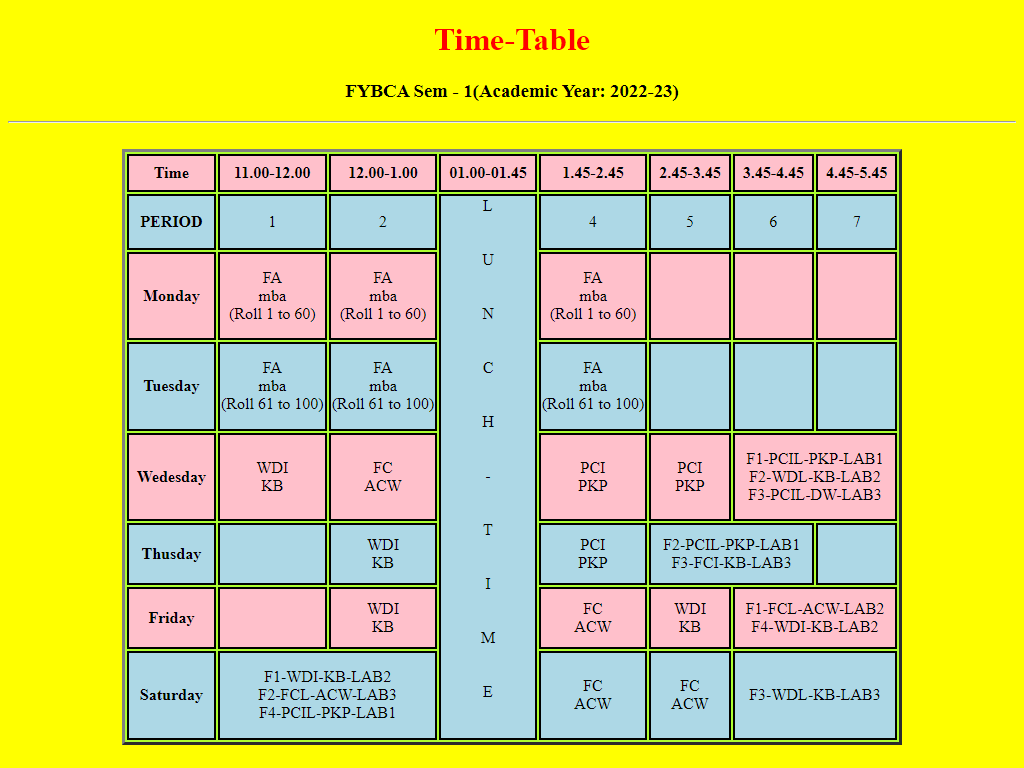 Time-Table
FYBCA Sem - 1(Academic Year: 2022-23)
Time 11.00-12.00 12.00-1.00 01.00-01.45 1.45-2.45 2.45-3.45 3.45-4.45 4.45-5.45
PERIOD 1 2 4 5 6 7
L
U
N
C
H
-
T
I
M
E
Monday
FA
mba
(Roll 1 to 60)
FA
mba
(Roll 1 to 60)
FA
mba
(Roll 1 to 60)
Tuesday
FA
mba
(Roll 61 to 100)
FA
mba
(Roll 61 to 100)
FA
mba
(Roll 61 to 100)
Wedesday
WDI
KB
FC
ACW
PCI
PKP
PCI
PKP
F1-PCIL-PKP-LAB1
F2-WDL-KB-LAB2
F3-PCIL-DW-LAB3
Thusday
WDI
KB
PCI
PKP
F2-PCIL-PKP-LAB1
F3-FCI-KB-LAB3
Friday
WDI
KB
FC
ACW
WDI
KB
F1-FCL-ACW-LAB2
F4-WDI-KB-LAB2
Saturday
F1-WDI-KB-LAB2
F2-FCL-ACW-LAB3
F4-PCIL-PKP-LAB1
FC
ACW
FC
ACW
F3-WDL-KB-LAB3